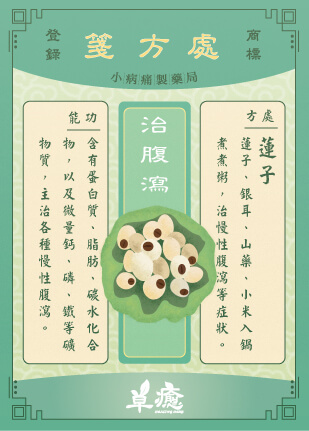 商標
處方箋
登錄
小病痛製藥局
處方
蓮子
蓮子、銀耳、山藥、小米入鍋
煮煮粥，治慢性腹瀉等症狀。
治腹瀉
功能
含有蛋白質、脂肪、碳水化合
物，以及微量鈣、磷、鐵等礦
物質，主治各種慢性腹瀉。
草癒